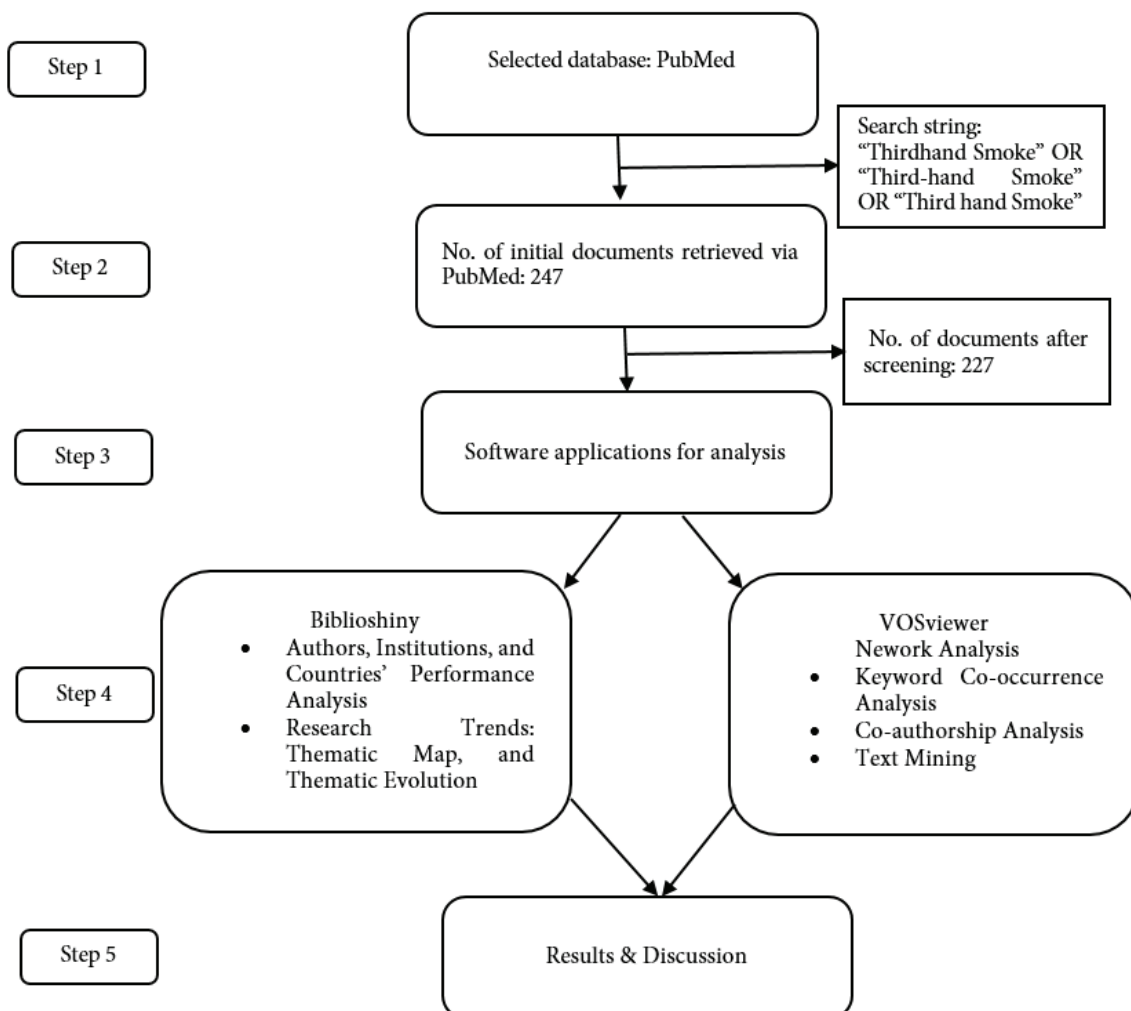 Step 1
Selected database: PubMed
Search string:
“Thirdhand Smoke” OR
“Third-hand Smoke”
OR “Third hand Smoke”
Step 2
No. of initial documents retrieved via
PubMed: 247
No. of documents after
screening: 227
Step 3
Software applications for analysis
Step 4
Biblioshiny
• Authors, Institutions, and
Countries’ Performance
Analysis
• Research Trends:
Thematic Map, and
Thematic Evolution
VOSviewer
Nework Analysis
• Keyword Co-occurrence
Analysis
• Co-authorship Analysis
• Text Mining
Step 5
Results & Discussion